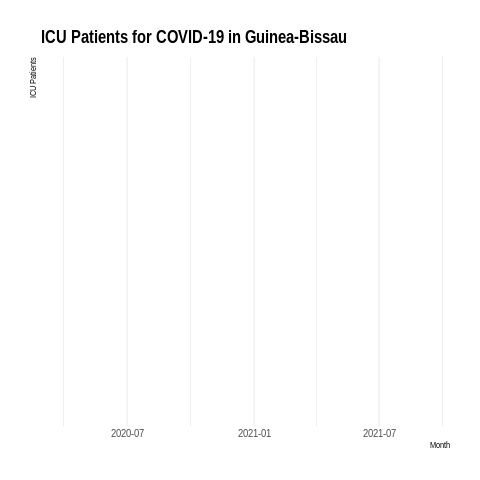 ICU Patients for COVID-19 in Guinea-Bissau
ICU Patients
2020-07 2021-01 2021-07
Month